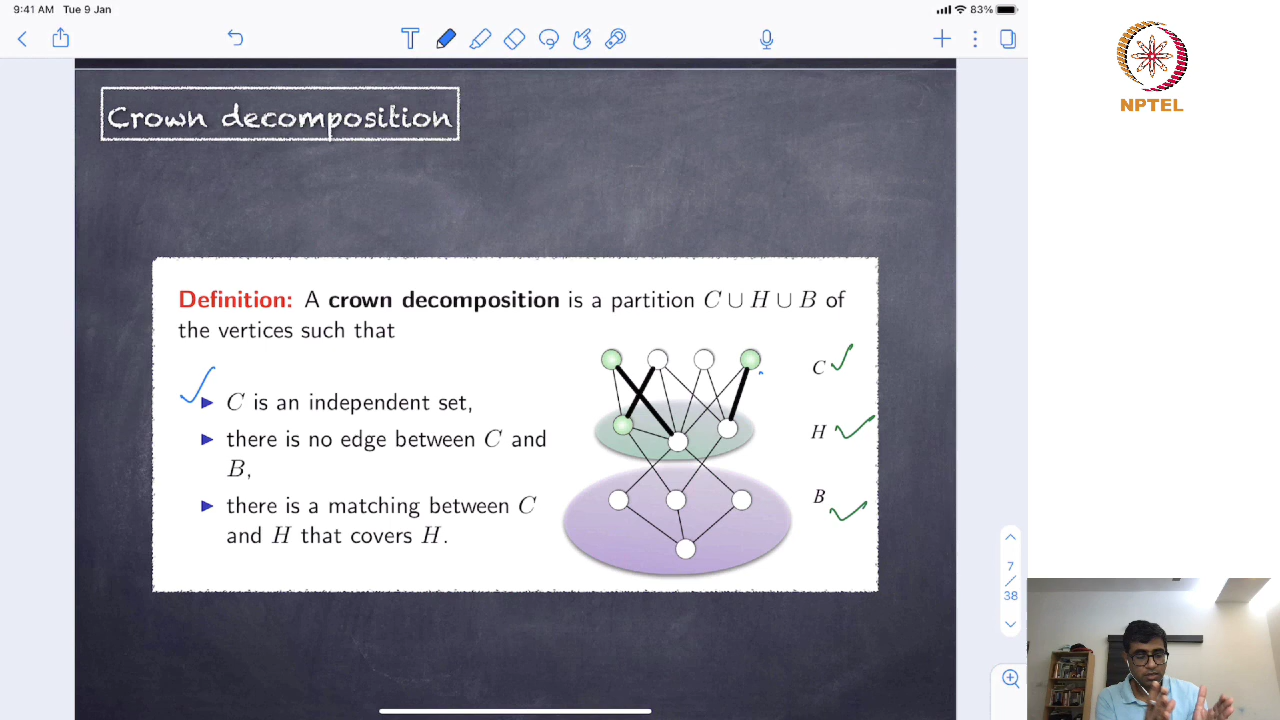 9:41 AM Tue 9 Jan
83%
NPTEL
Crown decomposition
Definition: A crown decomposition is a partition C ∪ H ∪ B of
the vertices such that
C is an independent set,
there is no edge between C and
B,
there is a matching between C
and H that covers H.
C
H
B
7
/
38